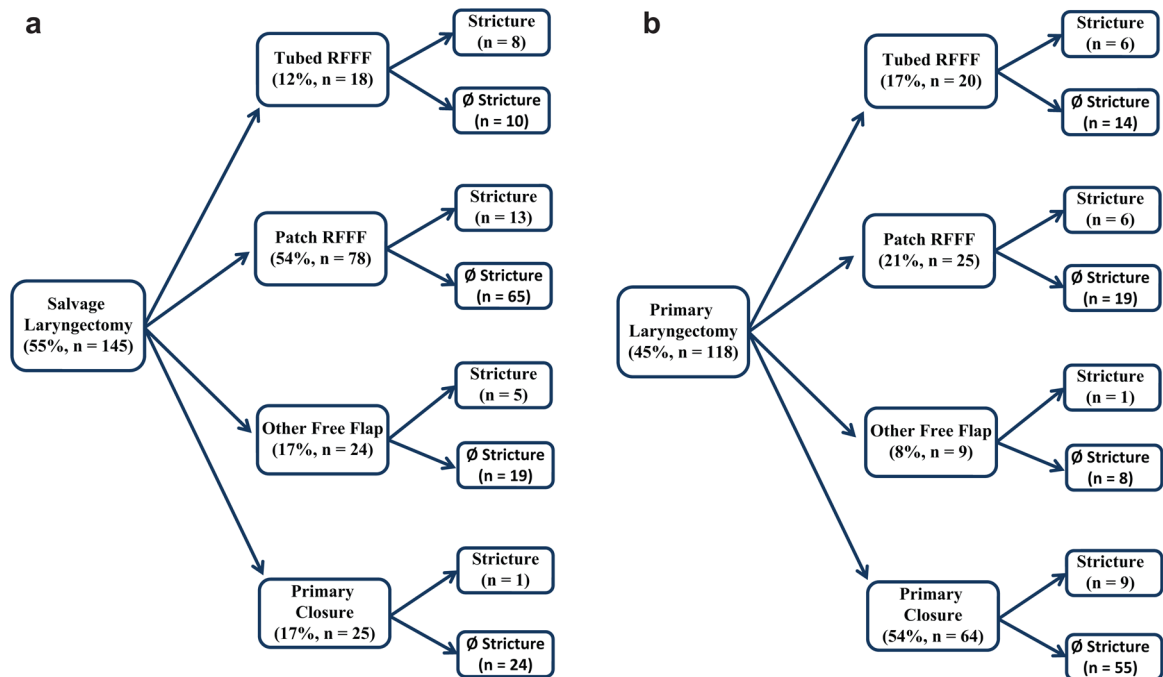 a
Salvage
Laryngectomy
(55%, n = 145)
Tubed RFFF
(12%, n = 18)
Stricture
(n = 8)
Ø Stricture
(n = 10)
Patch RFFF
(54%, n = 78)
Stricture
(n = 13)
Ø Stricture
(n = 65)
Other Free Flap
(17%, n = 24)
Stricture
(n = 5)
Ø Stricture
(n = 19)
Primary
Closure
(17%, n = 25)
Stricture
(n = 1)
Ø Stricture
(n = 24)
b
Primary
Laryngectomy
(45%, n = 118)
Tubed RFFF
(17%, n = 20)
Stricture
(n = 6)
Ø Stricture
(n = 14)
Patch RFFF
(21%, n = 25)
Stricture
(n = 6)
Ø Stricture
(n = 19)
Other Free Flap
(8%, n = 9)
Stricture
(n = 1)
Ø Stricture
(n = 8)
Primary
Closure
(54%, n = 64)
Stricture
(n = 9)
Ø Stricture
(n = 55)